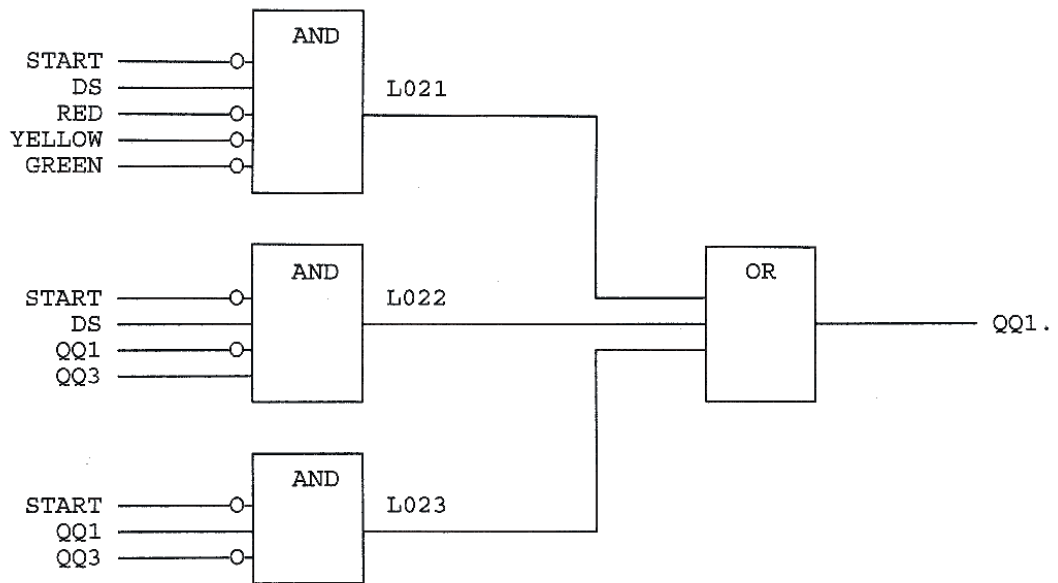 AND
START
DS
RED
YELLOW
GREEN
L021
AND
START
DS
QQ1
QQ3
L022
OR
QQ1.
AND
START
QQ1
QQ3
L023